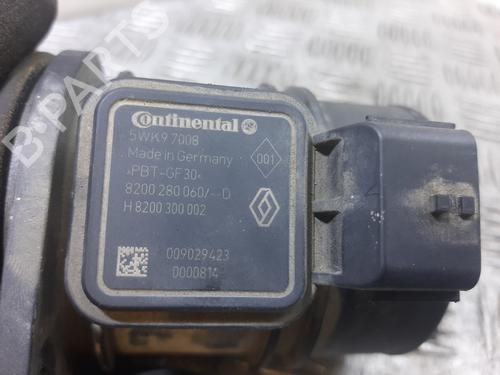 Continental
5WK9 7008
Made in Germany
001
>PBT-GF30<
8200 280 060/--D
H 8200 300 002
009029423
0000814
B-PARTS